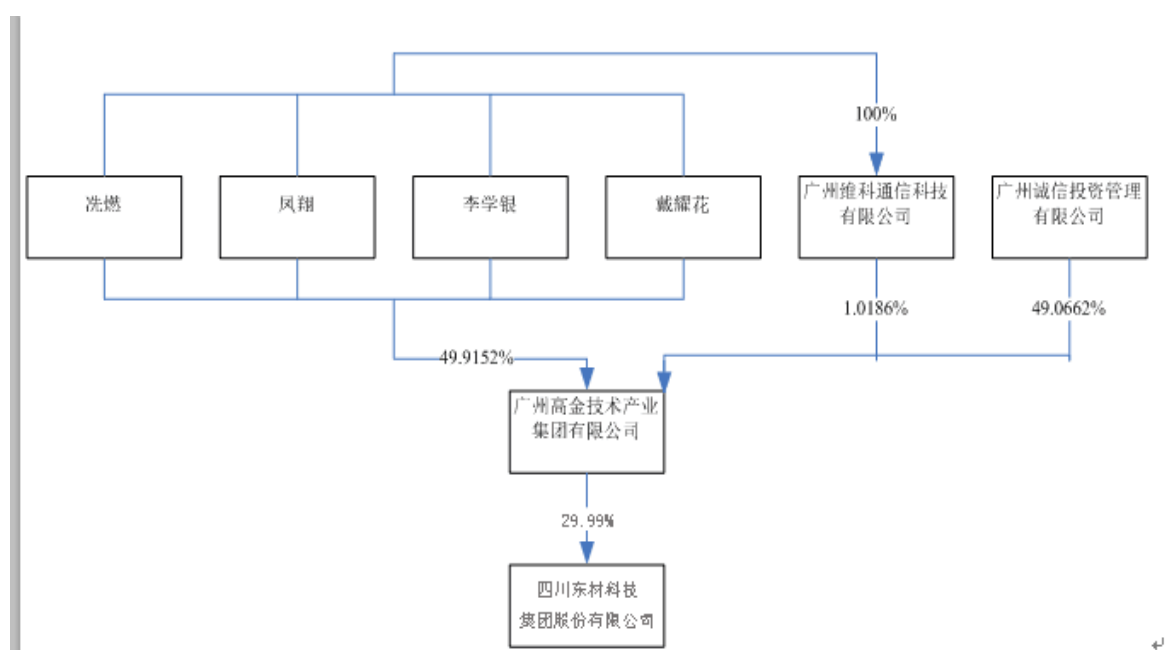 100%
冼燃
凤翔
李学银
戴耀花
广州维科通信科技
有限公司
广州诚信投资管理
有限公司
1.0186%
49.0662%
49.9152%
广州高金技术产业
集团有限公司
29.99%
四川东材科技
集团股份有限公司